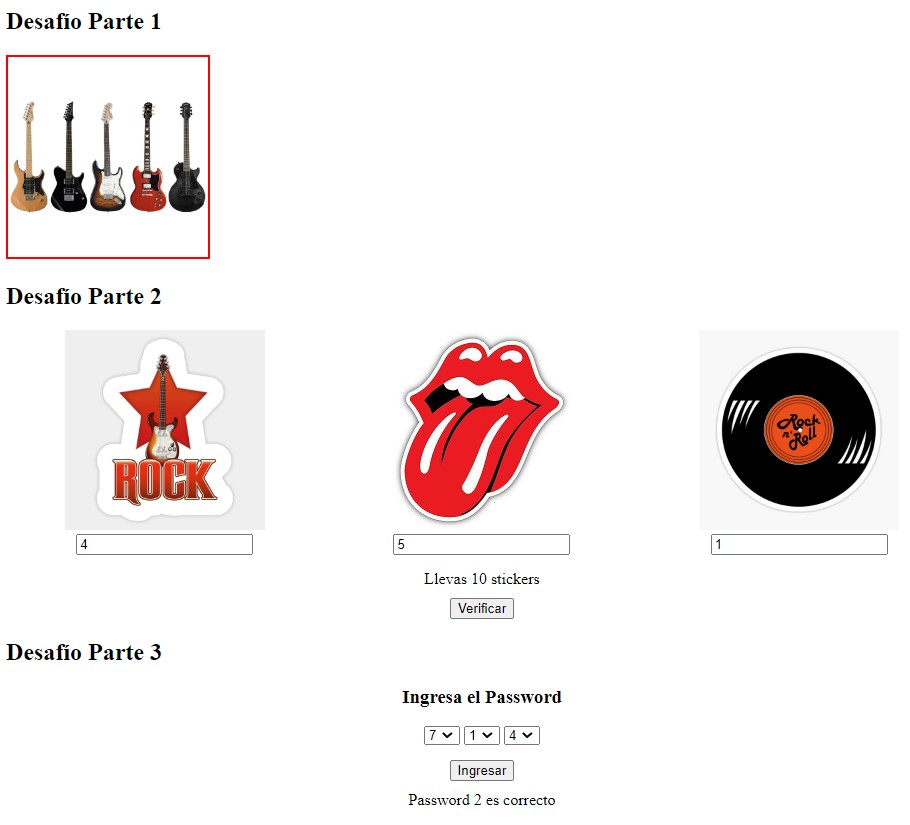 Desafío Parte 1
Desafío Parte 2
ROCK
Rock
n'
Roll
4 5 1
Llevas 10 stickers
Verificar
Desafío Parte 3
Ingresa el Password
7 1 4
Ingresar
Password 2 es correcto